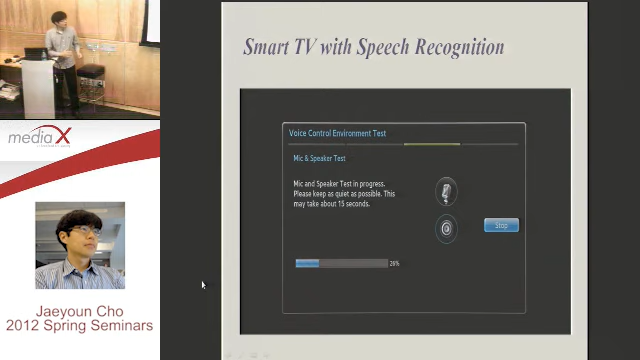 Smart TV with Speech Recognition
Voice Control Environment Test
Mic & Speaker Test
Mic and Speaker Test in progress.
Please keep as quiet as possible. This
may take about 15 seconds.
Stop
media X
Jaeyoun Cho
2012 Spring Seminars